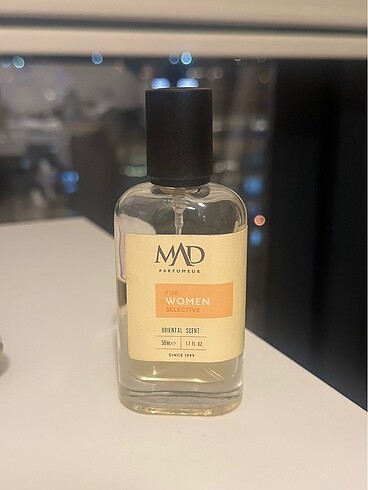 MAD
PARFUMEUR
FOR
WOMEN
SELECTIVE
ORIENTAL SCENT
50 mL℮ 1.7 FL OZ
SINCE 1999